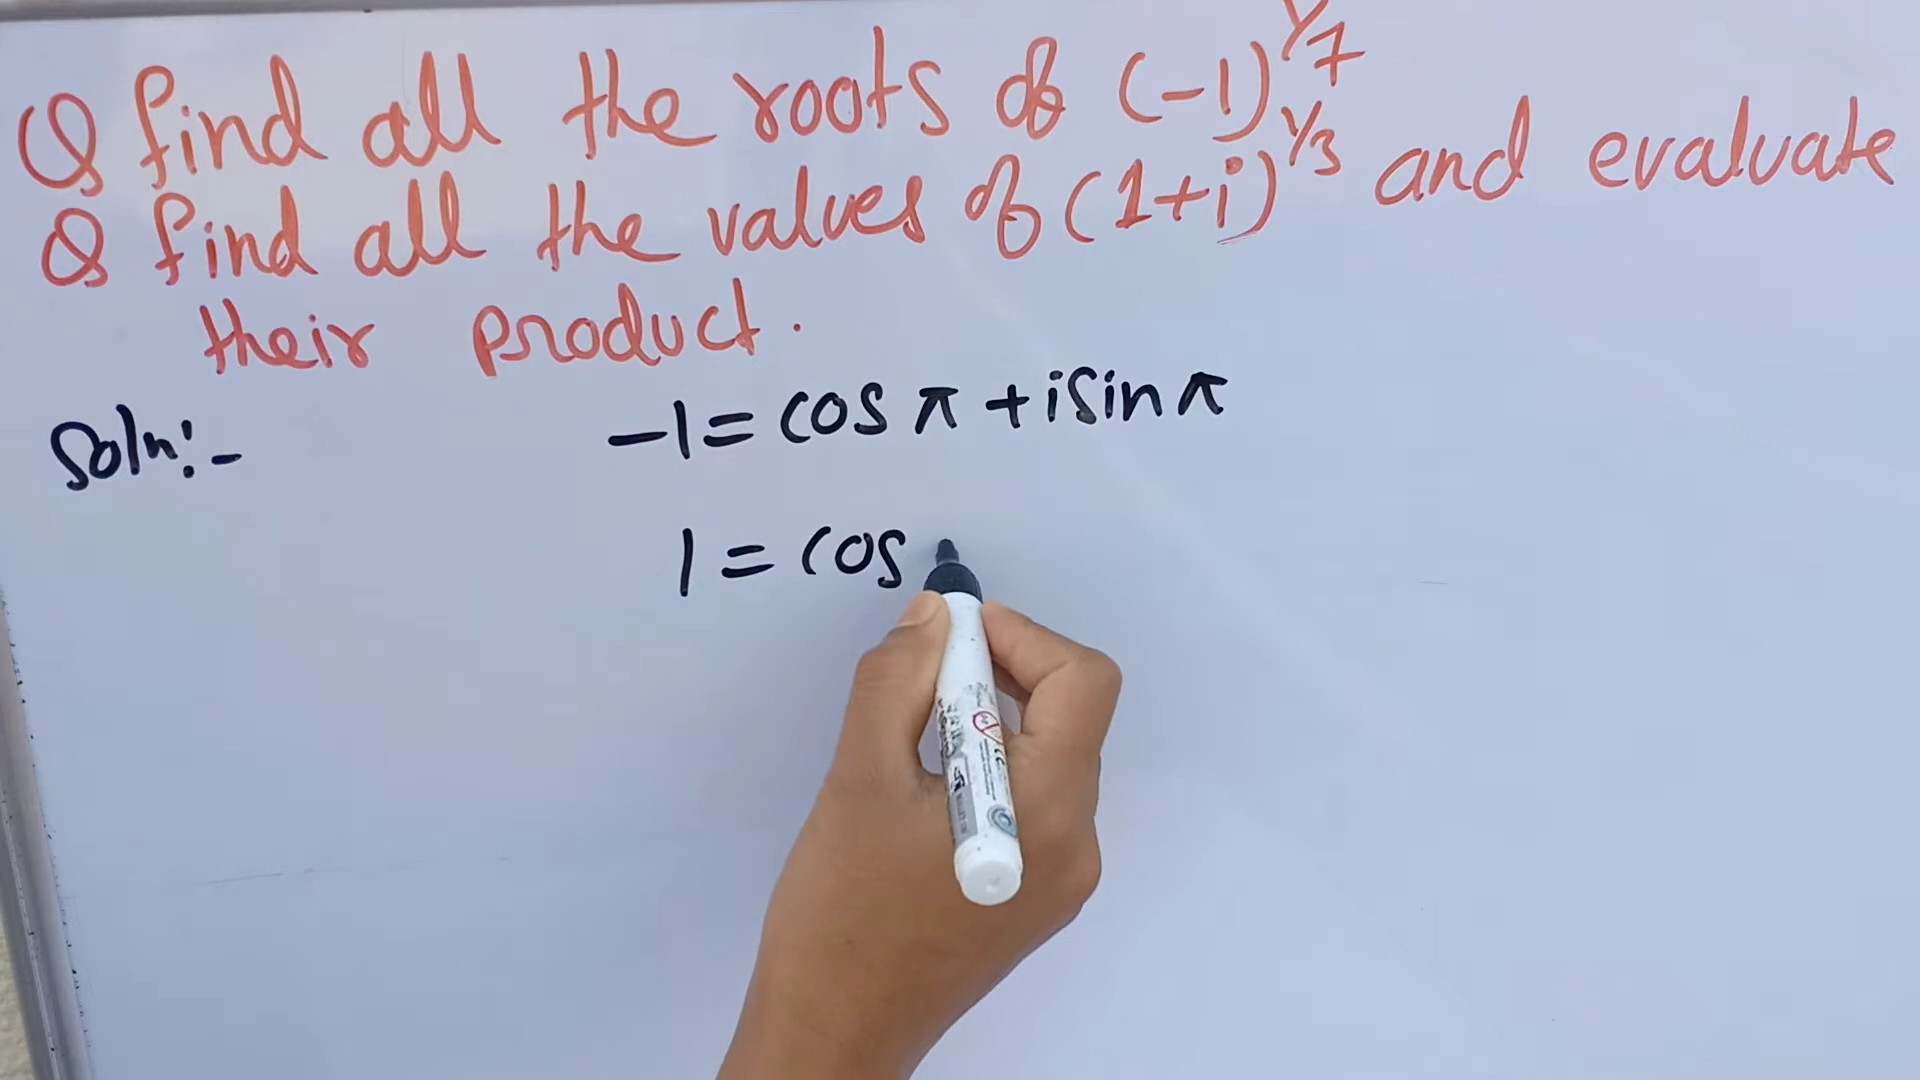 Q find all the roots of (-1)^1/7
Q find all the values of (1+i)^1/3 and evaluate
their product.
Soln:-
-1 = cos π + i sin π
1 = cos